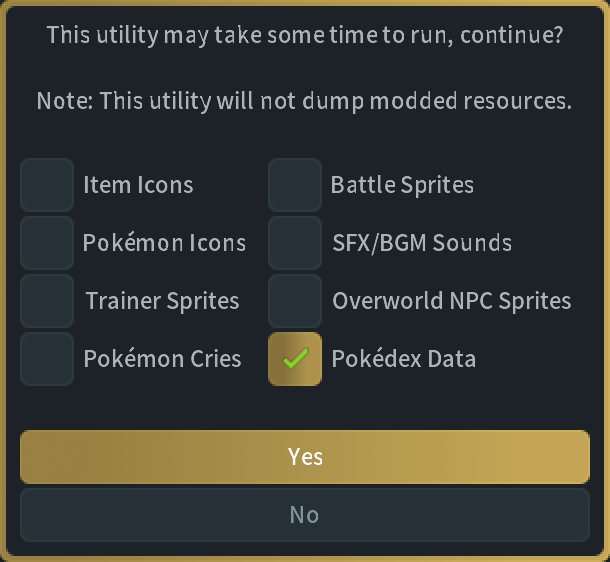 This utility may take some time to run, continue?
Note: This utility will not dump modded resources.
Item Icons
Battle Sprites
Pokémon Icons
SFX/BGM Sounds
Trainer Sprites
Overworld NPC Sprites
Pokémon Cries
Pokédex Data
Yes
No